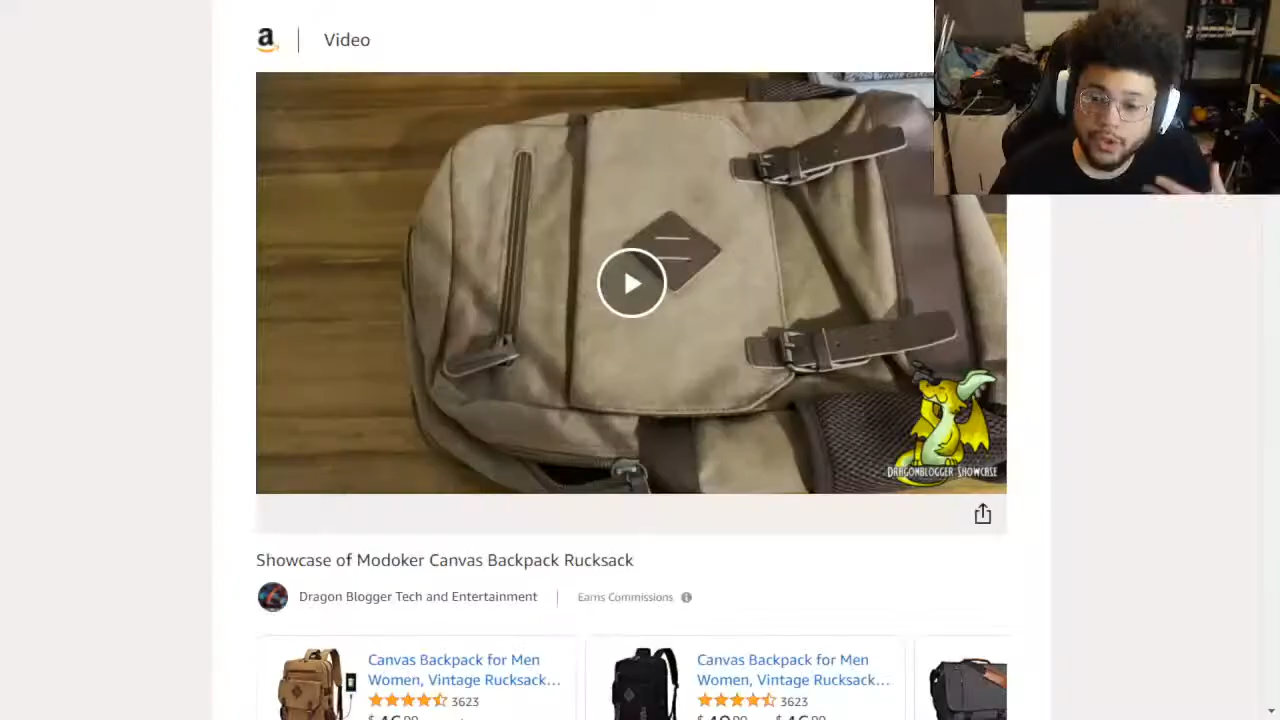 a
Video
DRAGONBLOGGER SHOWCASE
Showcase of Modoker Canvas Backpack Rucksack
Dragon Blogger Tech and Entertainment
Earns Commissions
Canvas Backpack for Men
Women, Vintage Rucksack...
3623
Canvas Backpack for Men
Women, Vintage Rucksack...
3623